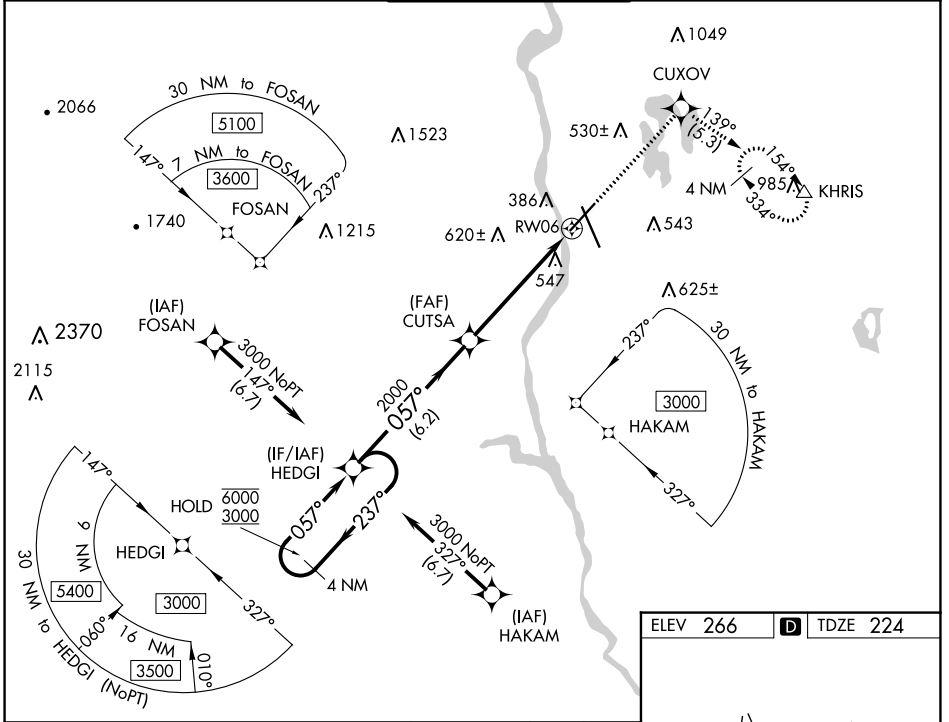 1049
CUXOV
2066
30 NM to FOSAN
5100
1523
530±
139°
(5.3)
147°
7 NM to FOSAN
3600
237°
154°
4 NM
985
KHRIS
334°
FOSAN
386
RW06
543
1740
1215
620±
547
(FAF)
CUTSA
625±
(IAF)
FOSAN
2370
3000 NoPT
147°
(6.7)
237°
30 NM to HAKAM
2115
2000
057°
(6.2)
3000
HAKAM
(IF/IAF)
HEDGI
147°
HOLD
6000
3000
057°
237°
327°
9 NM
HEDGI
3000 NoPT
327°
(6.7)
4 NM
30 NM to HEDGI (NoPT)
5400
3000
327°
060°
16 NM
(IAF)
HAKAM
3500
010°
ELEV 266 D TDZE 224